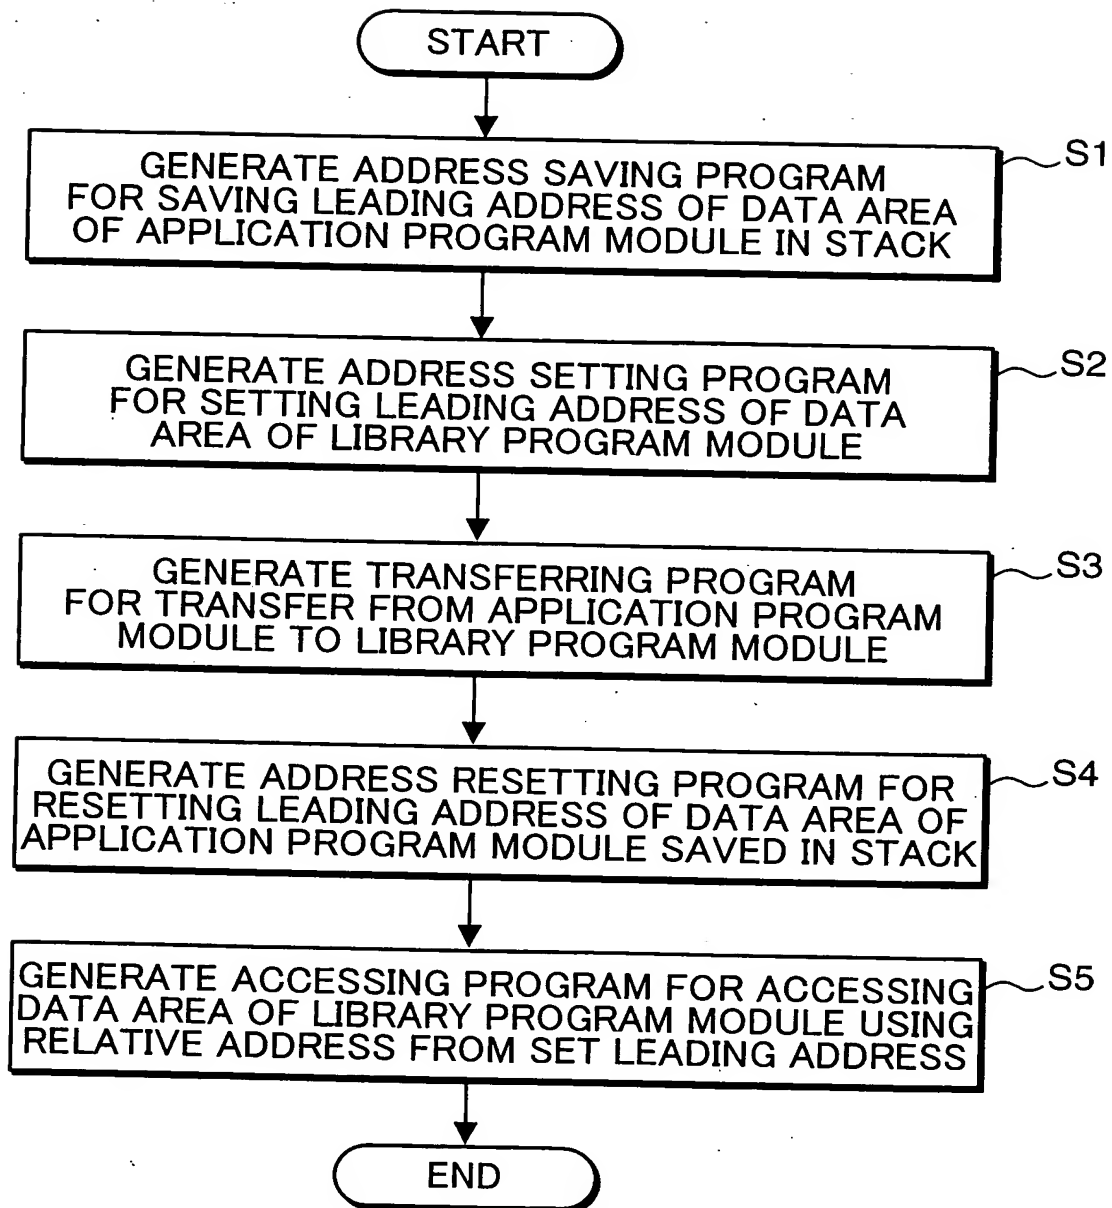 START
GENERATE ADDRESS SAVING PROGRAM
FOR SAVING LEADING ADDRESS OF DATA AREA
OF APPLICATION PROGRAM MODULE IN STACK
S1
GENERATE ADDRESS SETTING PROGRAM
FOR SETTING LEADING ADDRESS OF DATA
AREA OF LIBRARY PROGRAM MODULE
S2
GENERATE TRANSFERRING PROGRAM
FOR TRANSFER FROM APPLICATION PROGRAM
MODULE TO LIBRARY PROGRAM MODULE
S3
GENERATE ADDRESS RESETTING PROGRAM FOR
RESETTING LEADING ADDRESS OF DATA AREA OF
APPLICATION PROGRAM MODULE SAVED IN STACK
S4
GENERATE ACCESSING PROGRAM FOR ACCESSING
DATA AREA OF LIBRARY PROGRAM MODULE USING
RELATIVE ADDRESS FROM SET LEADING ADDRESS
S5
END